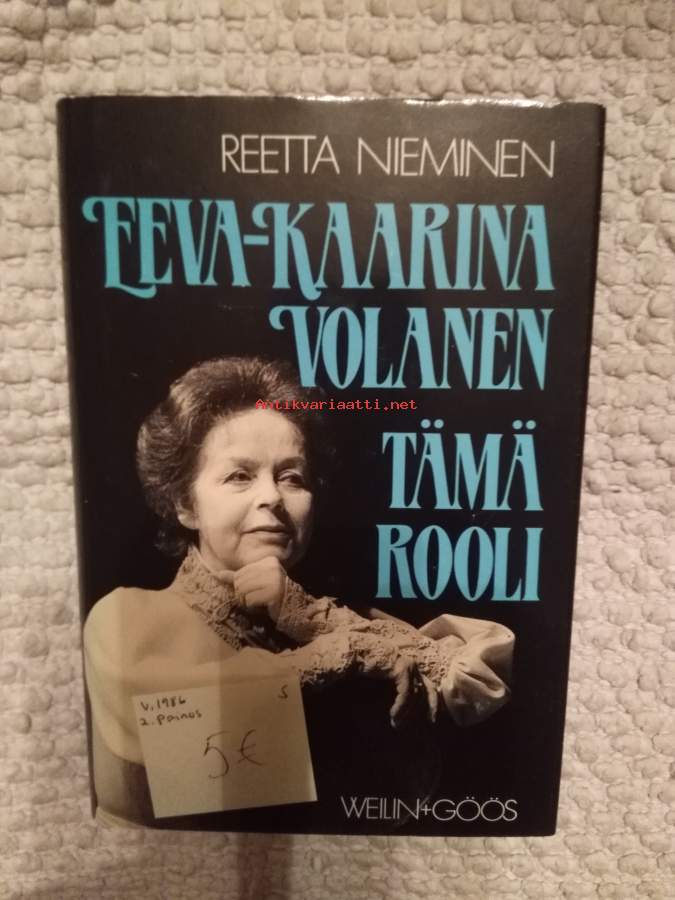 REETTA NIEMINEN
EEVA-KAARINA
VOLANEN
Antikvariaatti.net
TÄMÄ
ROOLI
v. 1986 S
2. painos
5€
WEILIN+GÖÖS